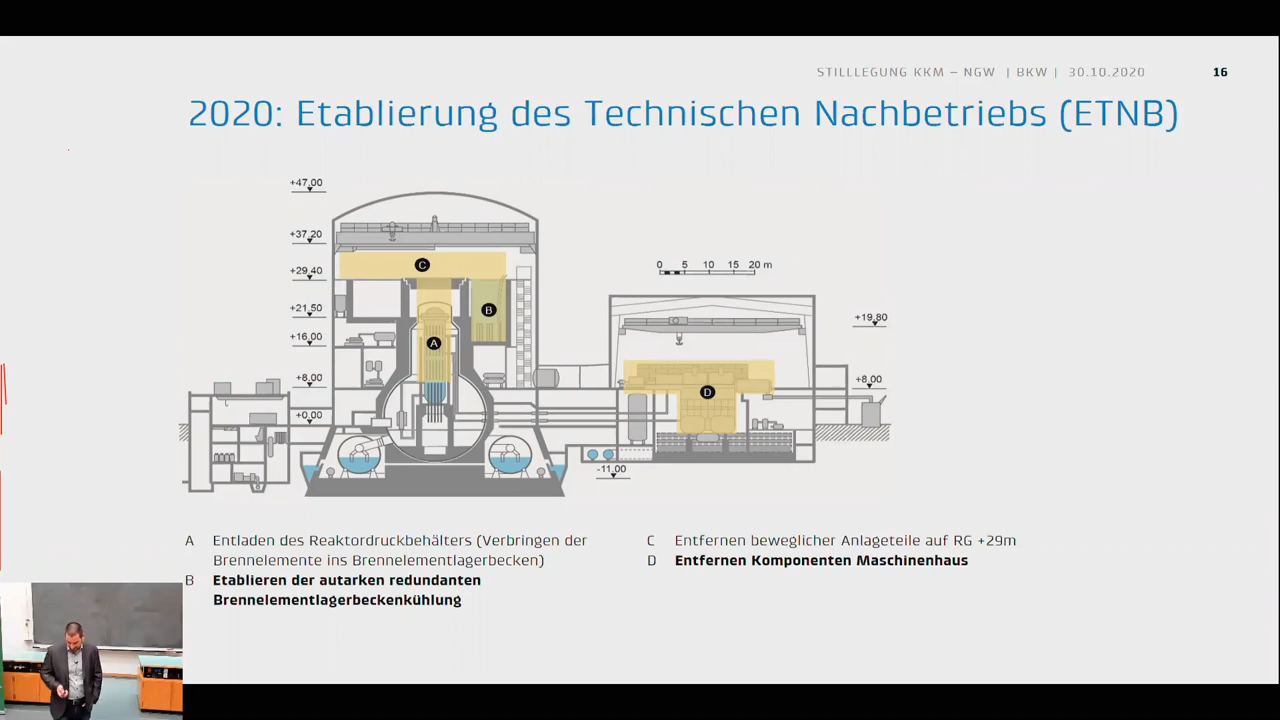 STILLLEGUNG KKM – NGW | BKW | 30.10.2020 16
2020: Etablierung des Technischen Nachbetriebs (ETNB)
+47,00
+37,20
+29,40
+21,50
+16,00
+8,00
+0,00
C
B
A
0 5 10 15 20 m
+19,80
+8,00
D
-11,00
A Entladen des Reaktordruckbehälters (Verbringen der
Brennelemente ins Brennelementlagerbecken)
B Etablieren der autarken redundanten
Brennelementlagerbeckenkühlung
C Entfernen beweglicher Anlageteile auf RG +29m
D Entfernen Komponenten Maschinenhaus